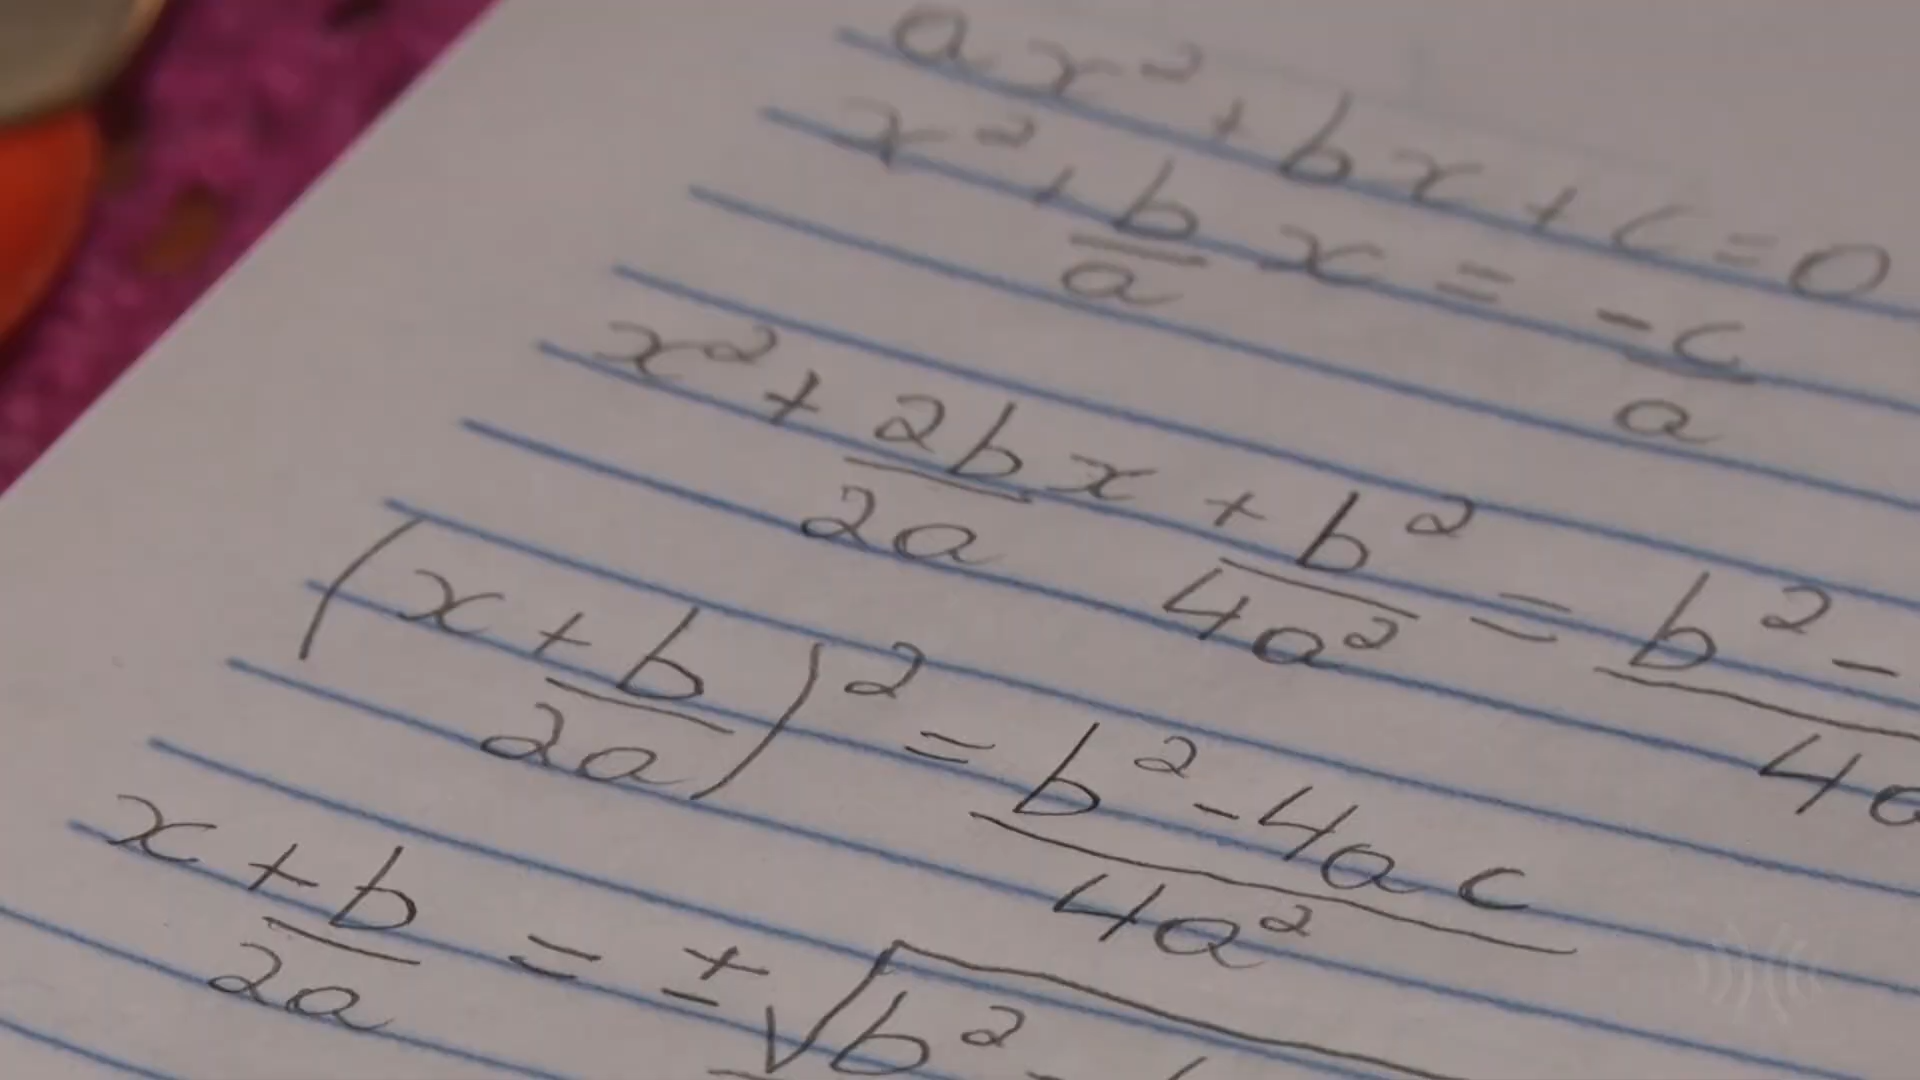 ax² + bx + c = 0
x² + b/a x = -c/a
x² + 2b/2a x + b²/4a² = b² - / 4a
(x + b/2a)² = b² - 4ac / 4a²
x + b/2a = ± √b² -